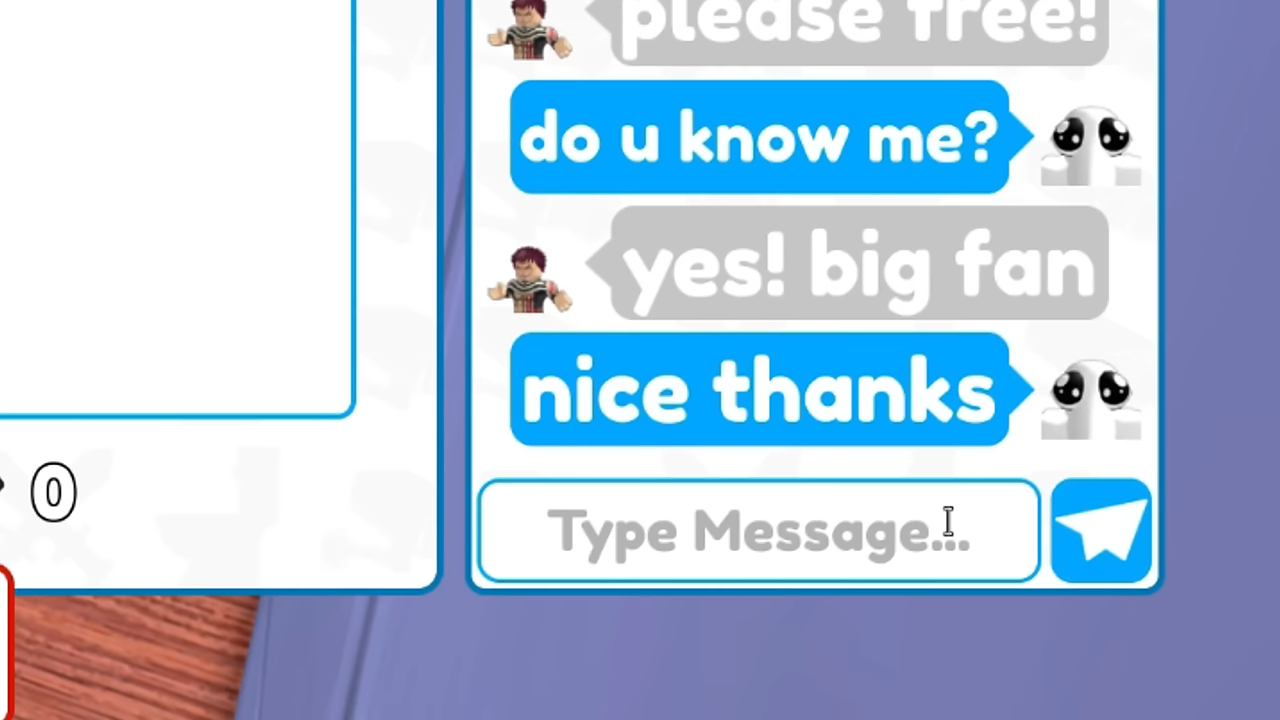 please free!
do u know me?
yes! big fan
nice thanks
0
Type Message...